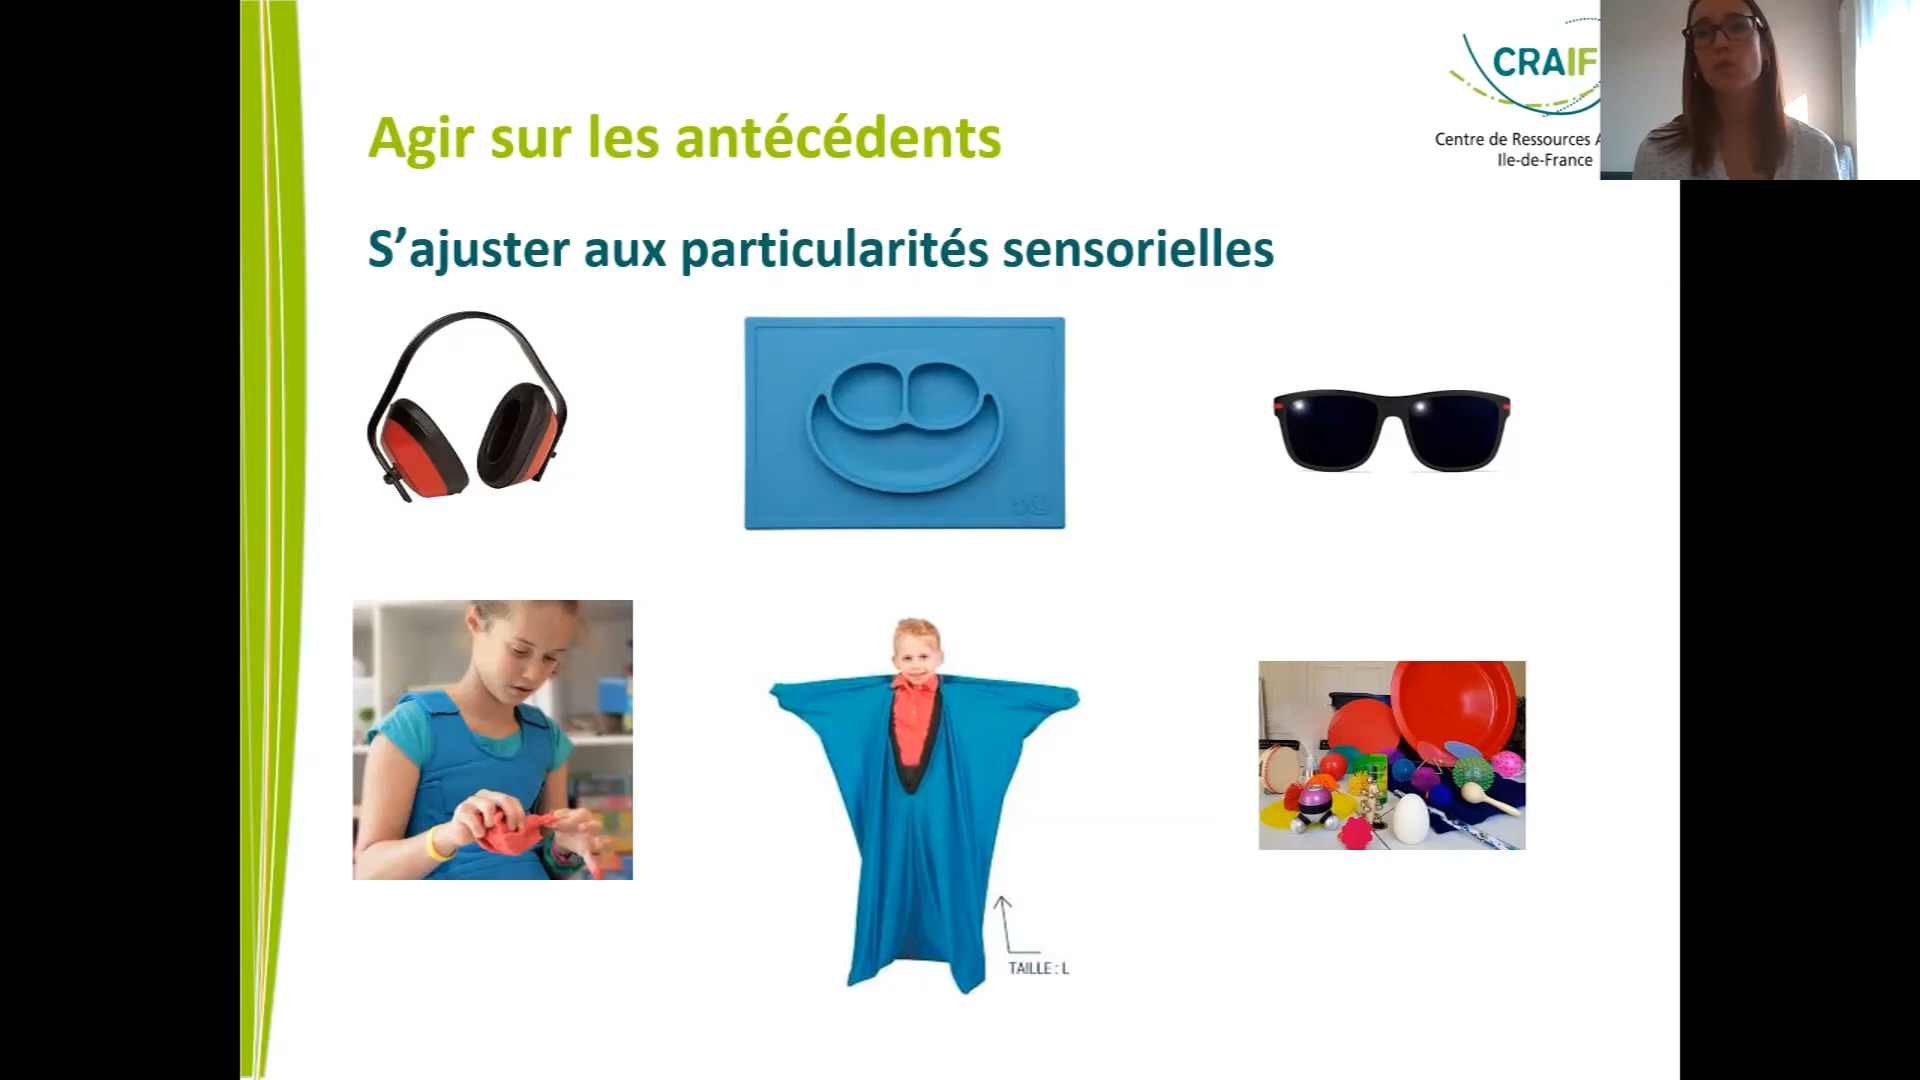 CRAIF
Centre de Ressources A
Ile-de-France
Agir sur les antécédents
S’ajuster aux particularités sensorielles
TAILLE : L